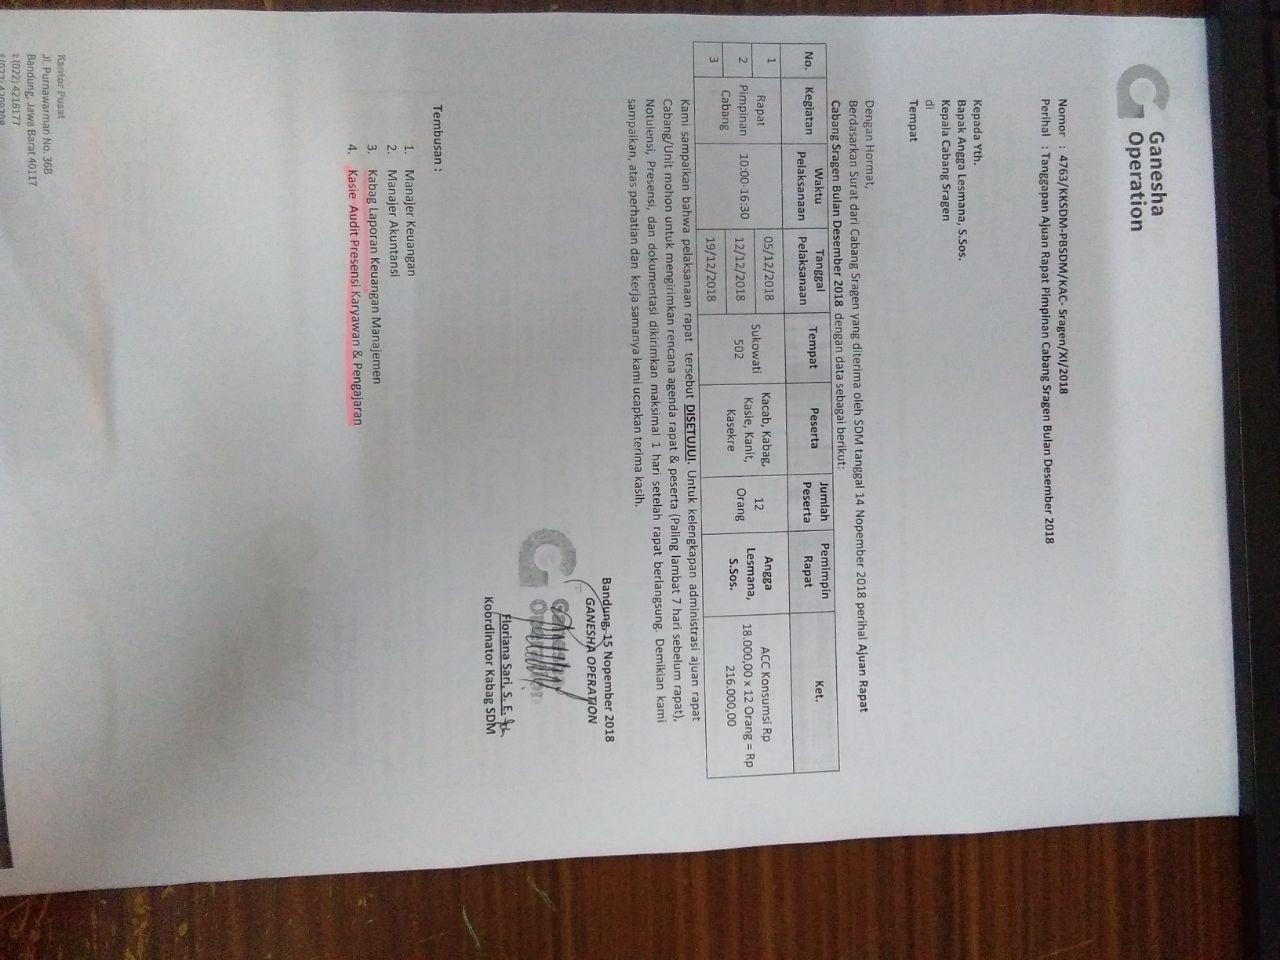 Ganesha
Operation
Nomor : 4763/KKSDM-PBSDM/KAC- Sragen/XI/2018
Perihal : Tanggapan Ajuan Rapat Pimpinan Cabang Sragen Bulan Desember 2018
Kepada Yth.
Bapak Angga Lesmana, S.Sos.
Kepala Cabang Sragen
di
Tempat
Dengan Hormat,
Berdasarkan Surat dari Cabang Sragen yang diterima oleh SDM tanggal 14 Nopember 2018 perihal Ajuan Rapat
Cabang Sragen Bulan Desember 2018 dengan data sebagai berikut:
No. Kegiatan Waktu Pelaksanaan Tanggal Pelaksanaan Tempat Peserta Jumlah Peserta Pemimpin Rapat Ket.
1 Rapat 05/12/2018 Kacab, Kabag, 12 Angga ACC Konsumsi Rp
2 Pimpinan 10:00-16:30 12/12/2018 Sukowati 502 Kasie, Kanit, Orang Lesmana, 18.000,00 x 12 Orang = Rp
3 Cabang 19/12/2018 Kasekre S.Sos. 216.000,00
Kami sampaikan bahwa pelaksanaan rapat tersebut DISETUJUI. Untuk kelengkapan administrasi ajuan rapat
Cabang/Unit mohon untuk mengirimkan rencana agenda rapat & peserta (Paling lambat 7 hari sebelum rapat),
Notulensi, Presensi, dan dokumentasi dikirimkan maksimal 1 hari setelah rapat berlangsung. Demikian kami
sampaikan, atas perhatian dan kerja samanya kami ucapkan terima kasih.
Bandung, 15 Nopember 2018
GANESHA OPERATION
Ganesha
Operation
Floriana Sari, S. E.
Koordinator Kabag SDM
Tembusan :
1. Manajer Keuangan
2. Manajer Akuntansi
3. Kabag Laporan Keuangan Manajemen
4. Kasie Audit Presensi Karyawan & Pengajaran
Kantor Pusat
Jl. Purnawarman No. 36B
Bandung, Jawa Barat 40117
t (022) 4218177